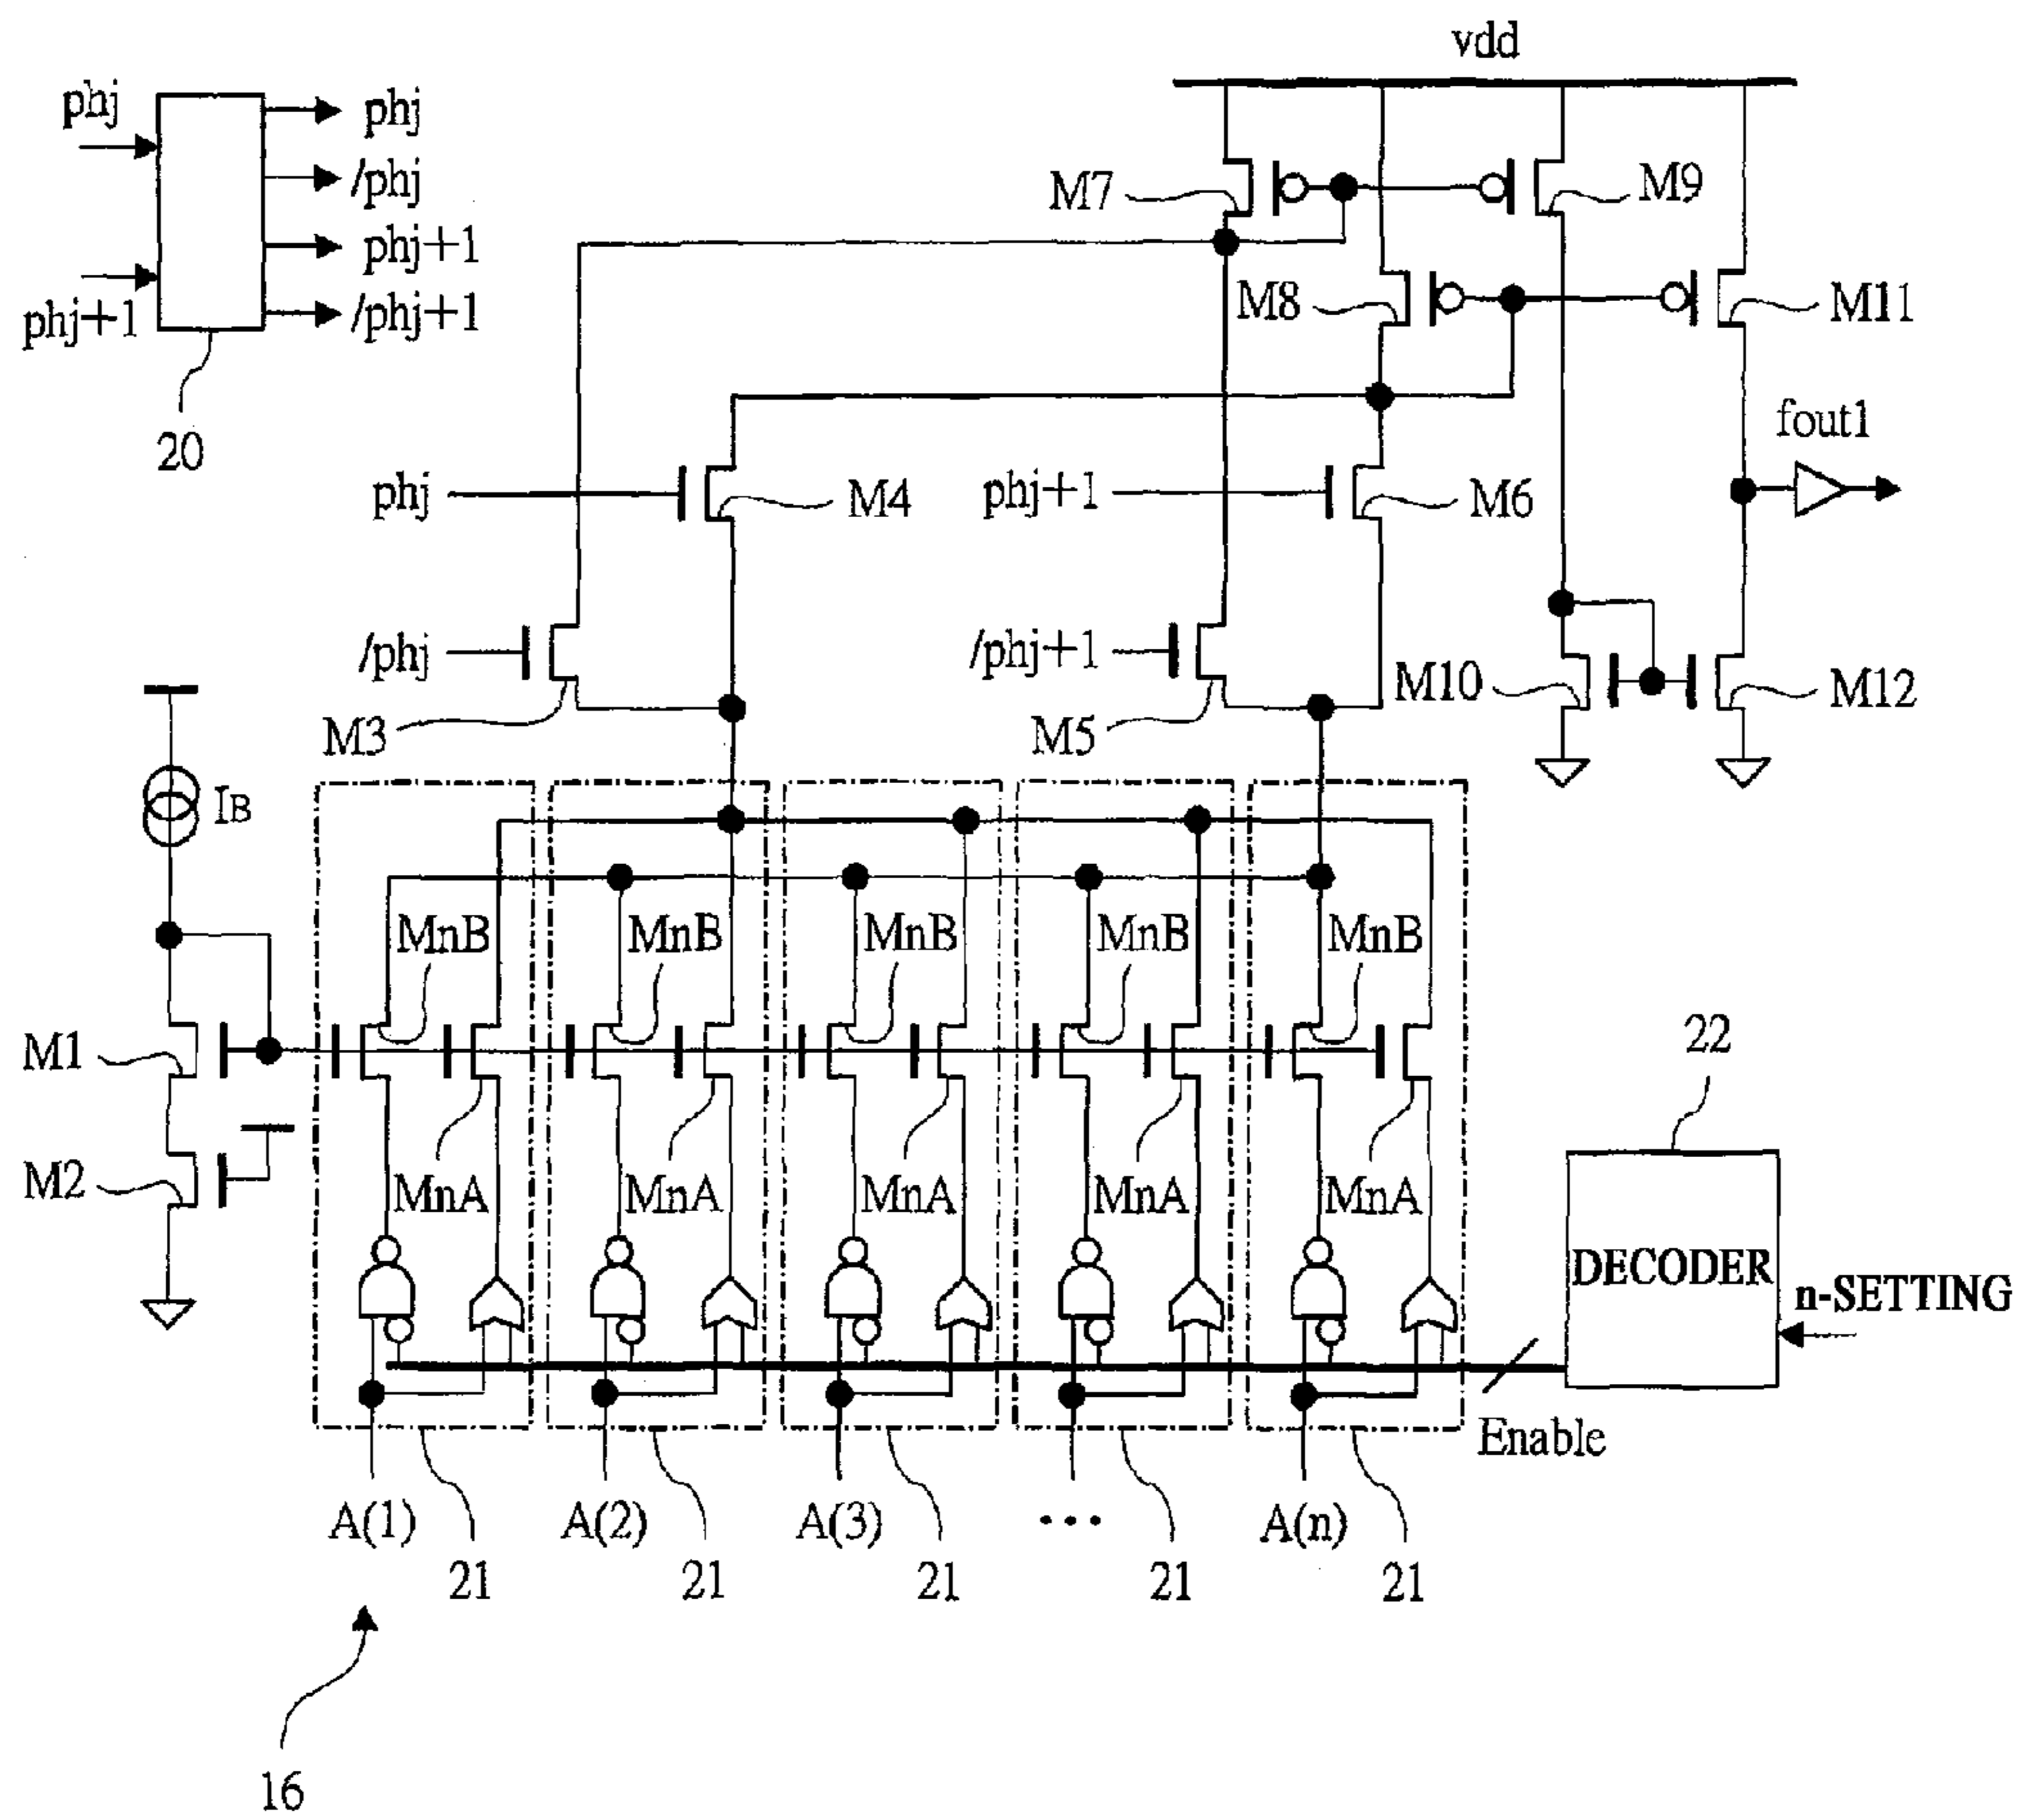 vdd
phj
phj
/phj
phj+1
phj+1
/phj+1
20
M7
M9
M8
M11
fout1
phj
M4
phj+1
M6
/phj
/phj+1
M10
M12
M3
M5
IB
MnB
MnB
MnB
MnB
MnB
M1
22
M2
MnA
MnA
MnA
MnA
MnA
DECODER
n-SETTING
Enable
A(1)
A(2)
A(3)
...
A(n)
21
21
21
21
21
16